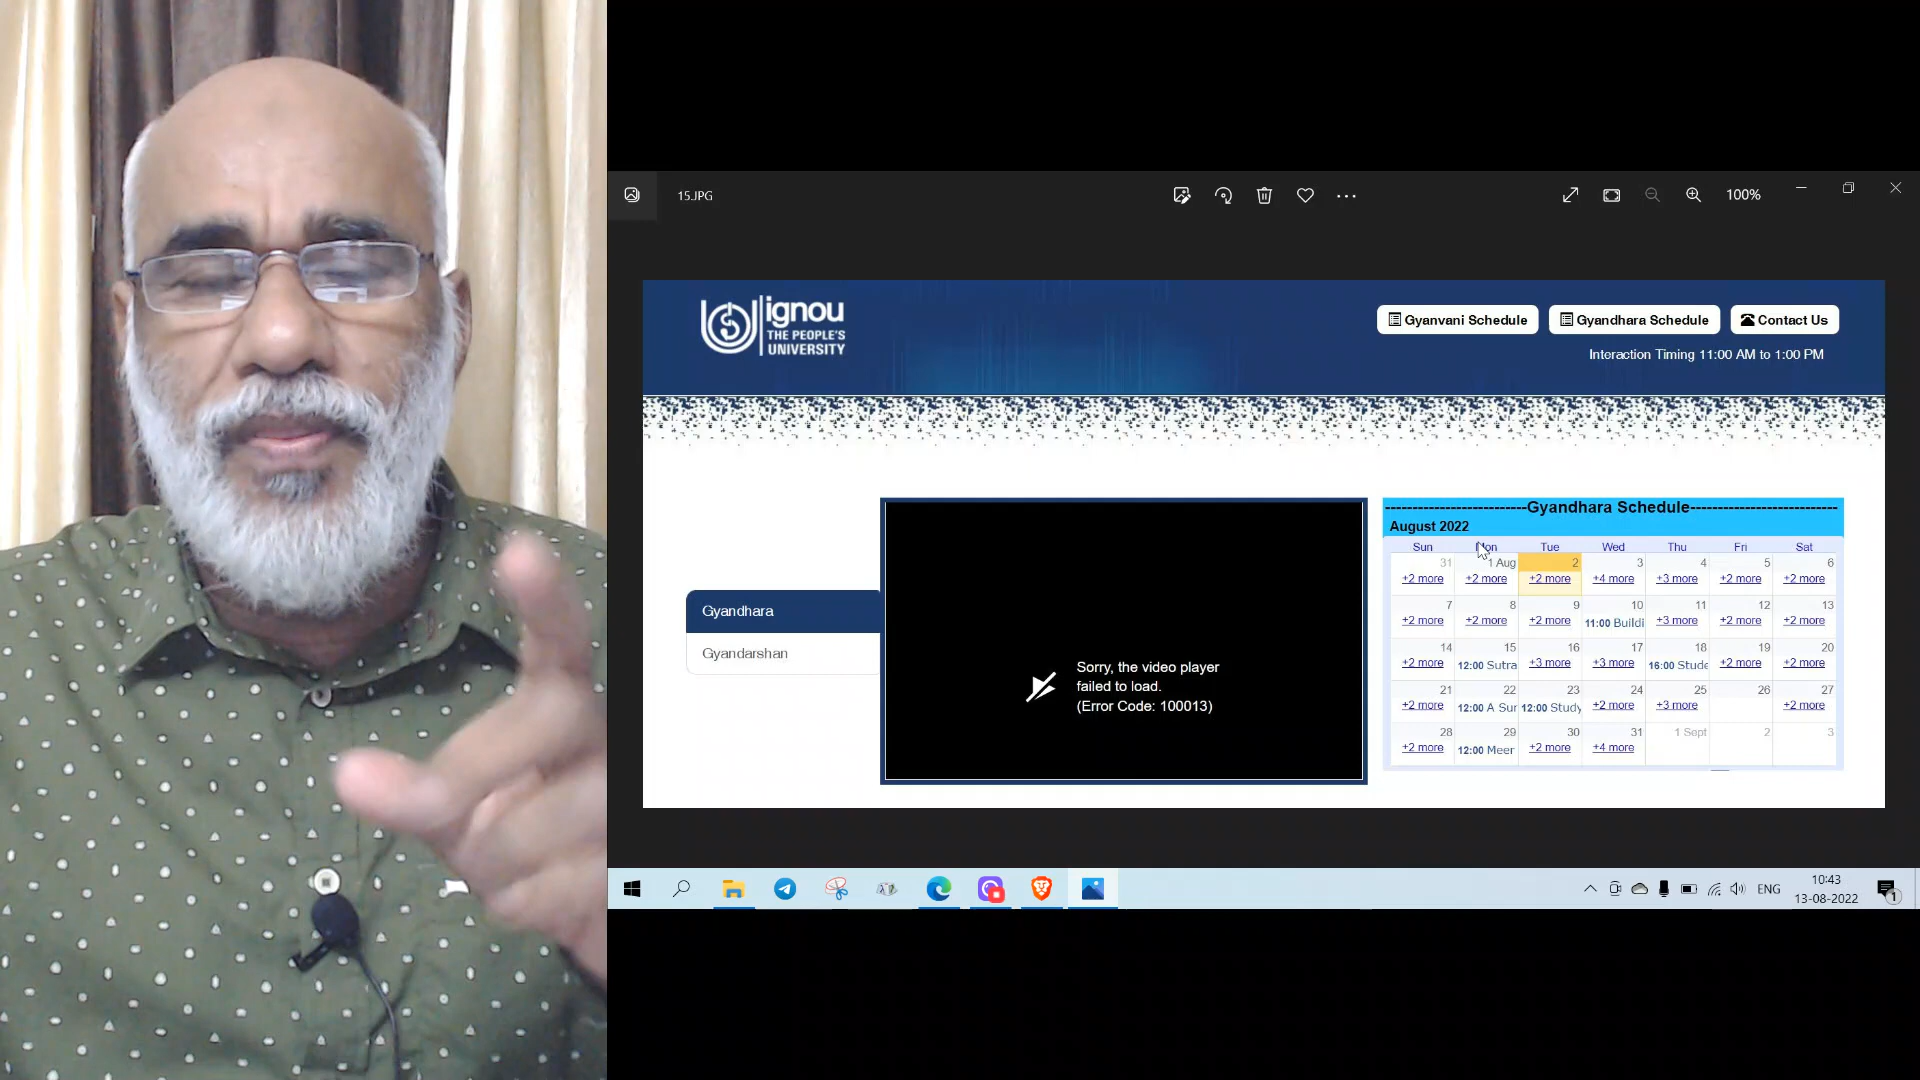 15.JPG
100%
ignou
THE PEOPLE'S
UNIVERSITY
Gyanvani Schedule
Gyandhara Schedule
Contact Us
Interaction Timing 11:00 AM to 1:00 PM
Gyandhara
Gyandarshan
Sorry, the video player
failed to load.
(Error Code: 100013)
--------------------------Gyandhara Schedule---------------------------
August 2022
Sun Mon Tue Wed Thu Fri Sat
31 1 Aug 2 3 4 5 6
+2 more +2 more +2 more +4 more +3 more +2 more +2 more
7 8 9 10 11 12 13
+2 more +2 more +2 more 11:00 Buildi +3 more +2 more +2 more
14 15 16 17 18 19 20
+2 more 12:00 Sutra +3 more +3 more 16:00 Stude +2 more +2 more
21 22 23 24 25 26 27
+2 more 12:00 A Sur 12:00 Study +2 more +3 more +2 more
28 29 30 31 1 Sept 2 3
+2 more 12:00 Meer +2 more +4 more
ENG
10:43
13-08-2022
1